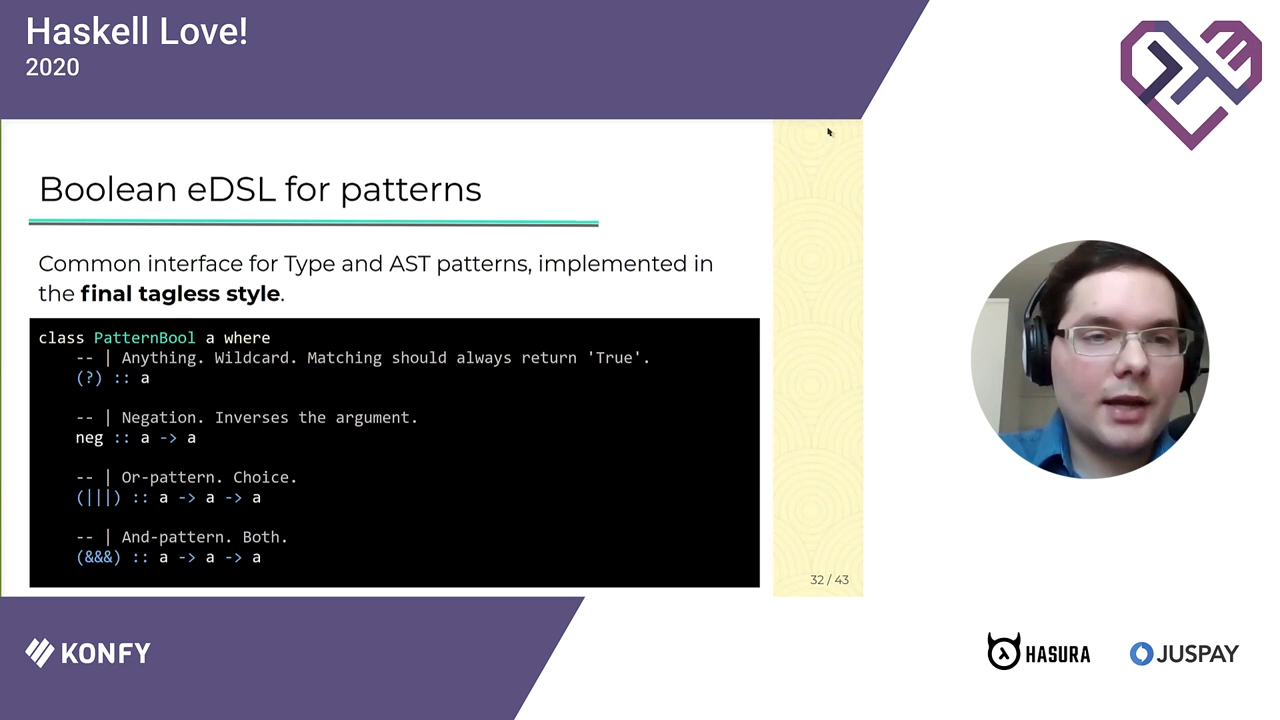 Haskell Love!
2020
Boolean eDSL for patterns
Common interface for Type and AST patterns, implemented in
the final tagless style.
class PatternBool a where
-- | Anything. Wildcard. Matching should always return 'True'.
(?) :: a
-- | Negation. Inverses the argument.
neg :: a -> a
-- | Or-pattern. Choice.
(|||) :: a -> a -> a
-- | And-pattern. Both.
(&&&) :: a -> a -> a
32 / 43
KONFY
HASURA
JUSPAY